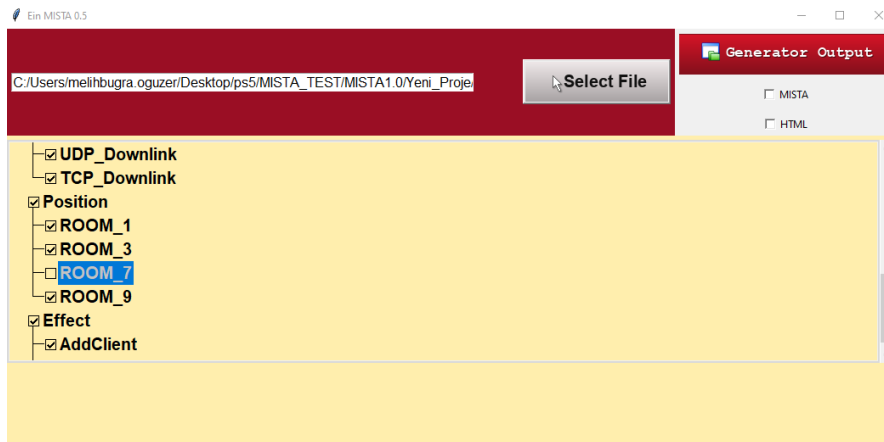 Ein MISTA 0.5
C:/Users/melihbugra.oguzer/Desktop/ps5/MISTA_TEST/MISTA1.0/Yeni_Proje/
Select File
Generator Output
MISTA
HTML
UDP_Downlink
TCP_Downlink
Position
ROOM_1
ROOM_3
ROOM_7
ROOM_9
Effect
AddClient